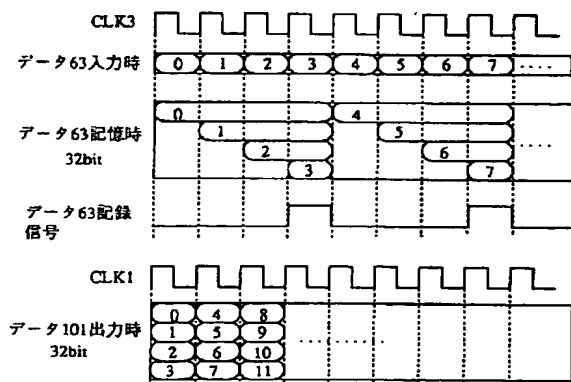 CLK3
データ63入力時 0 1 2 3 4 5 6 7 ....
0 4
データ63記憶時 1 5 ....
32bit 2 6
3 7
データ63記録
信号
CLK1
0 4 8
データ101出力時 1 5 9 ........
32bit 2 6 10
3 7 11